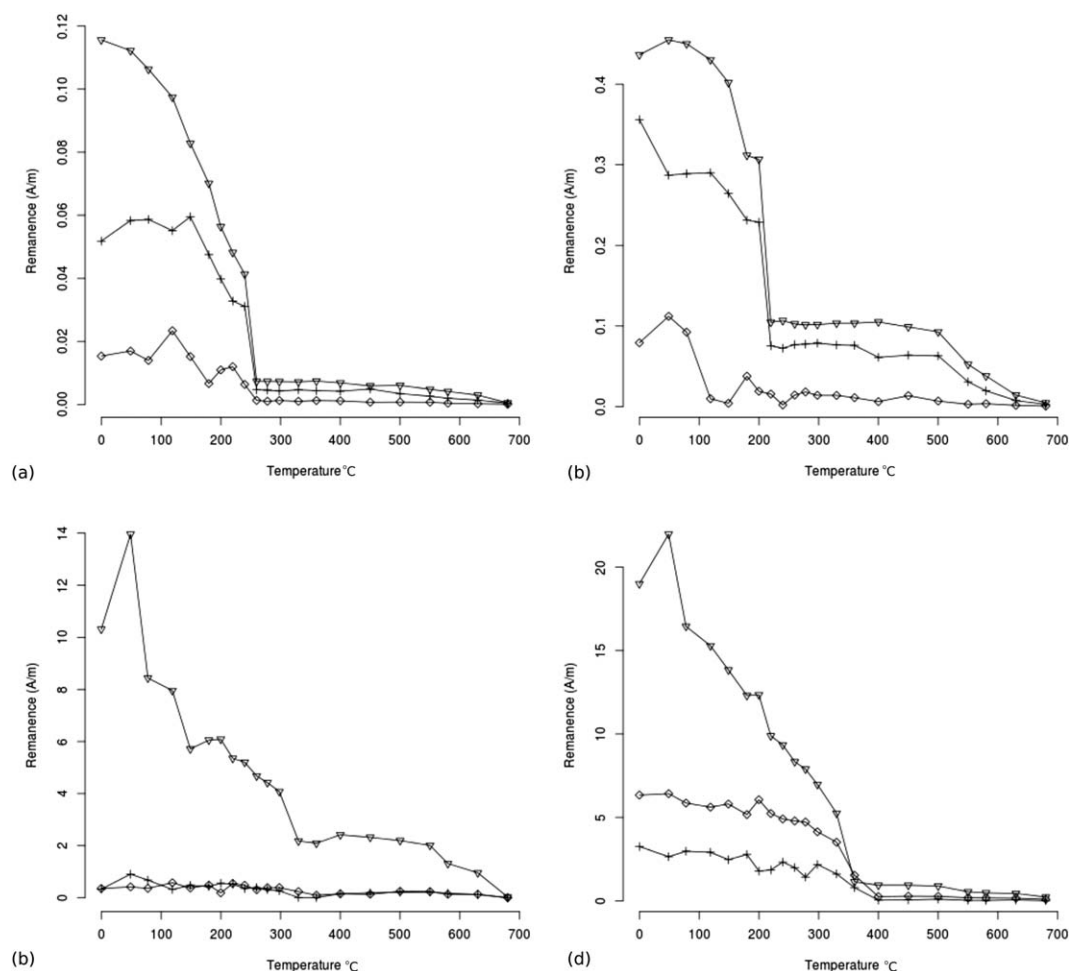 0.12
0.10
0.08
0.06
0.04
0.02
0.00
Remanence (A/m)
0 100 200 300 400 500 600 700
Temperature °C
(a)
0.4
0.3
0.2
0.1
0.0
Remanence (A/m)
0 100 200 300 400 500 600 700
Temperature °C
(b)
14
12
10
8
6
4
2
0
Remanence (A/m)
0 100 200 300 400 500 600 700
Temperature °C
(b)
20
15
10
5
0
Remanence (A/m)
0 100 200 300 400 500 600 700
Temperature °C
(d)